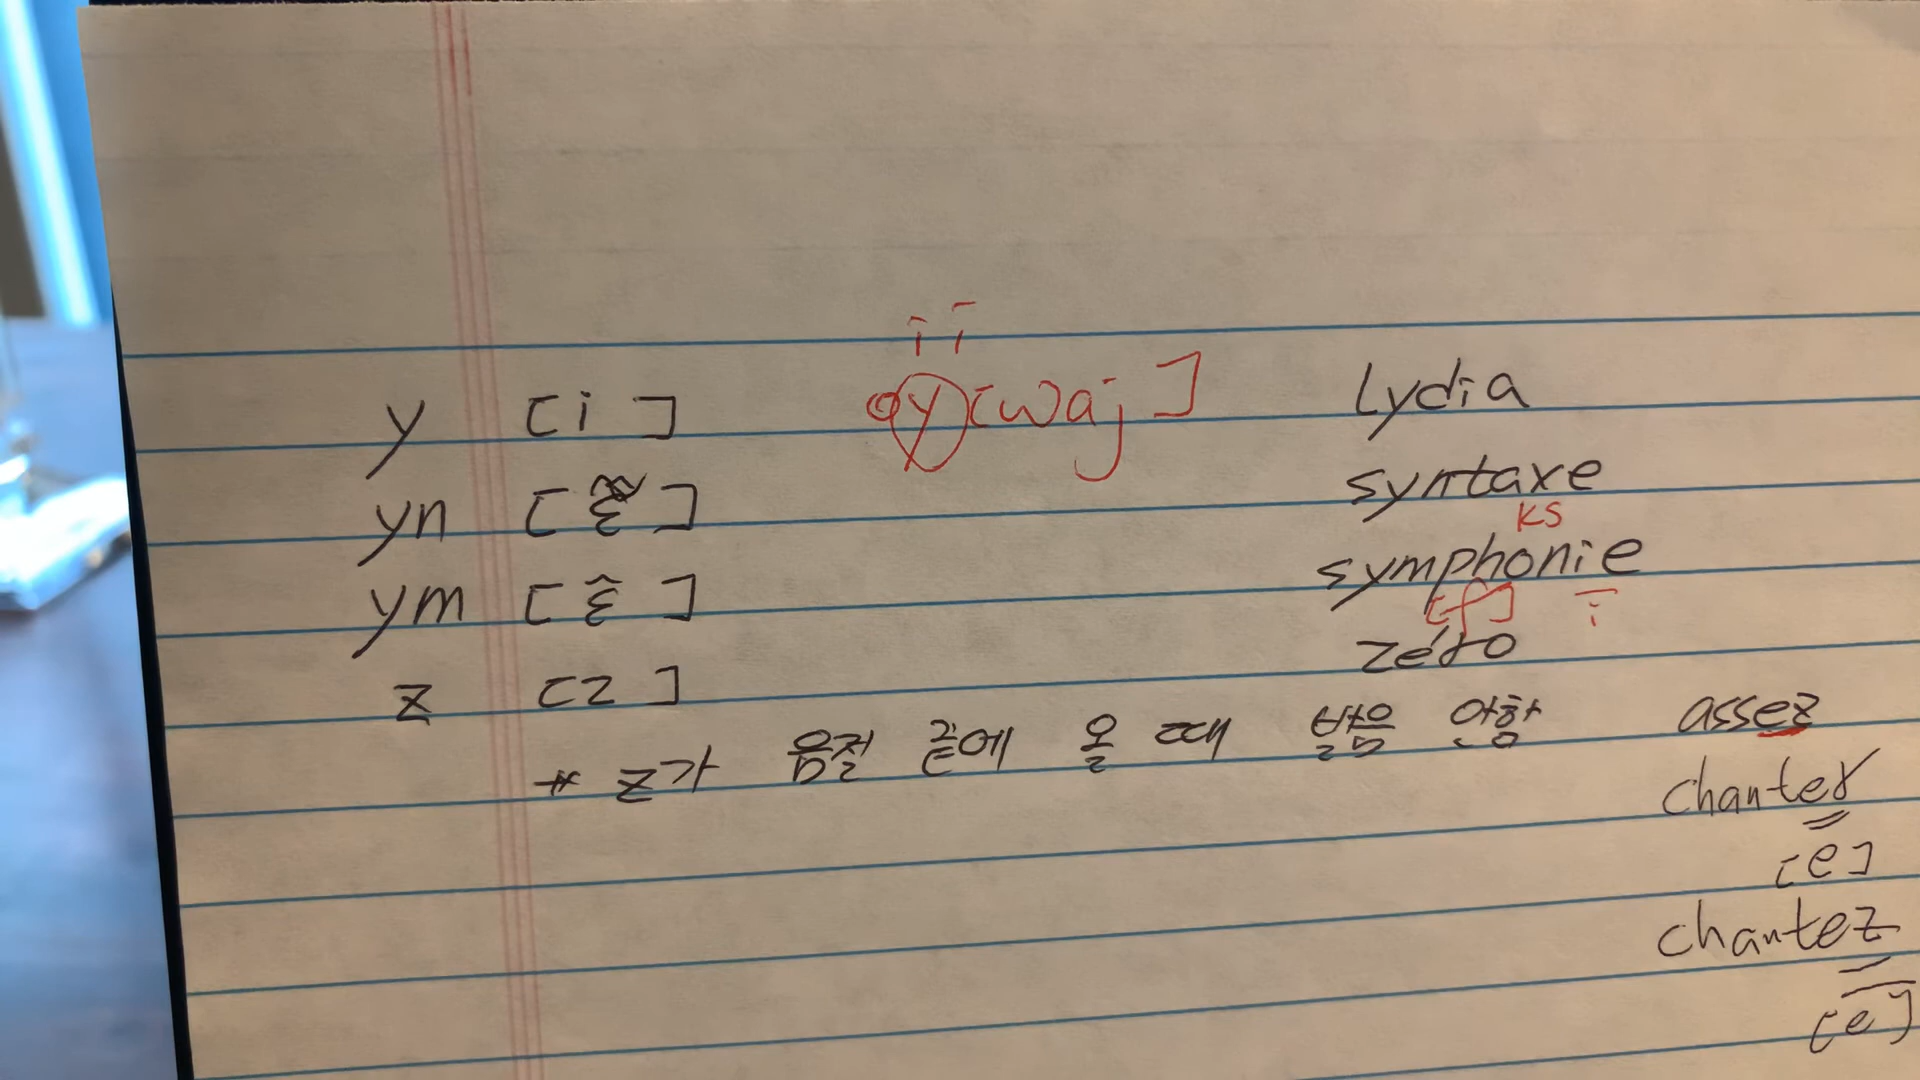 i i
y [i] oy [waj] Lydia
yn [ɛ̃] syntaxe
ks
ym [ɛ̃] symphonie
[f] i
z [z] zéro
* z가 음절 끝에 올 때 발음 안함 assez
chanter
[e]
chantez
[e]